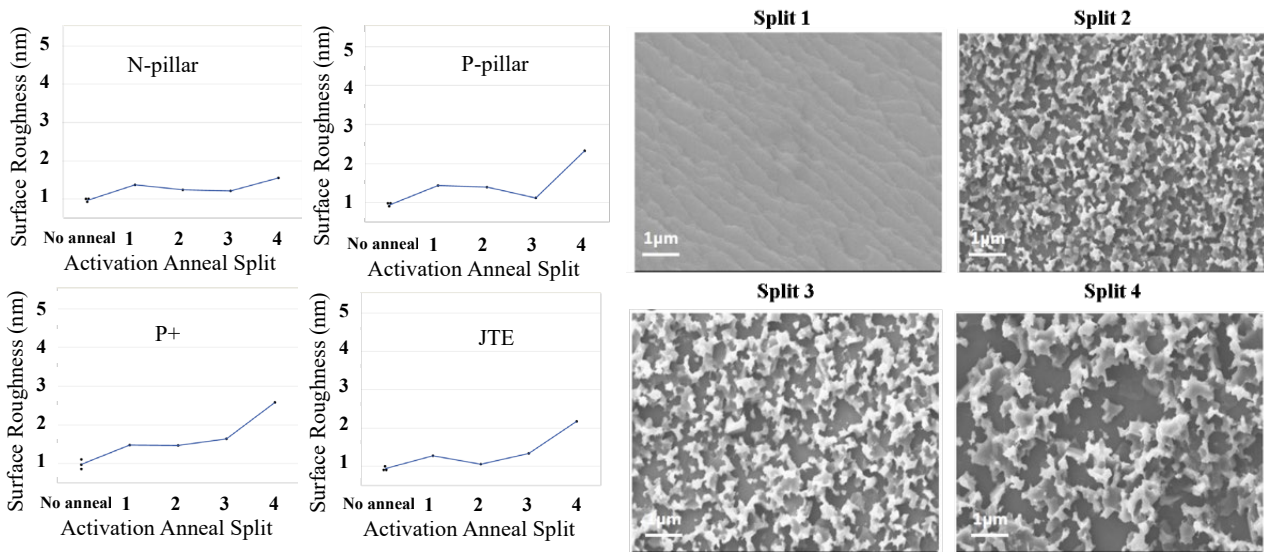 Surface Roughness (nm)
5
4
3
2
1
N-pillar
No anneal 1 2 3 4
Activation Anneal Split
Surface Roughness (nm)
5
4
3
2
1
P-pillar
No anneal 1 2 3 4
Activation Anneal Split
Surface Roughness (nm)
5
4
3
2
1
P+
No anneal 1 2 3 4
Activation Anneal Split
Surface Roughness (nm)
5
4
3
2
1
JTE
No anneal 1 2 3 4
Activation Anneal Split
Split 1
1μm
Split 2
1μm
Split 3
1μm
Split 4
1μm